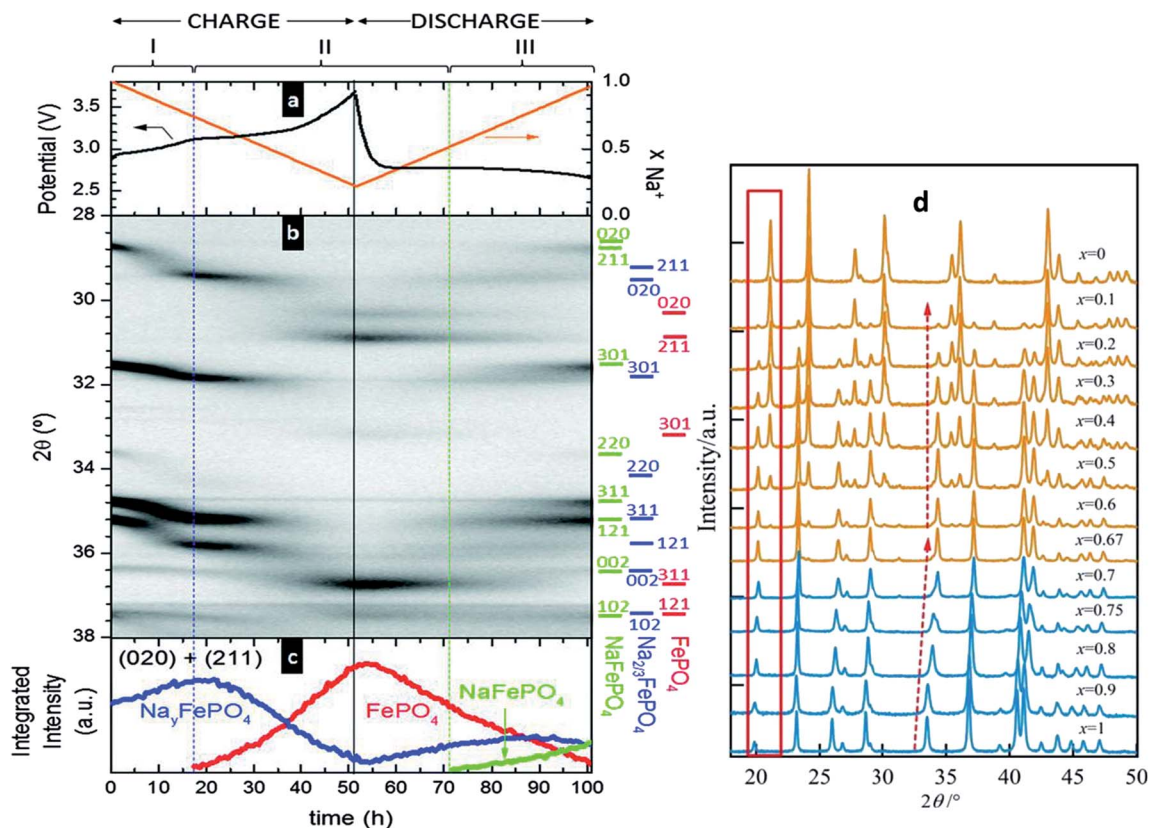 CHARGE DISCHARGE
I II III
a
Potential (V)
3.5
3.0
2.5
1.0
0.5
0.0
X Na⁺
b
2θ (º)
28
30
32
34
36
38
020
211
301
220
311
121
002
102
NaFePO₄
211
020
301
220
311
121
002
102
Na₂/₃FePO₄
020
211
301
311
121
FePO₄
c
(020) + (211)
Integrated
Intensity
(a.u.)
NaᵧFePO₄
FePO₄
NaFePO₄
0 10 20 30 40 50 60 70 80 90 100
time (h)
d
Intensity/a.u.
x=0
x=0.1
x=0.2
x=0.3
x=0.4
x=0.5
x=0.6
x=0.67
x=0.7
x=0.75
x=0.8
x=0.9
x=1
20 25 30 35 40 45 50
2θ/°